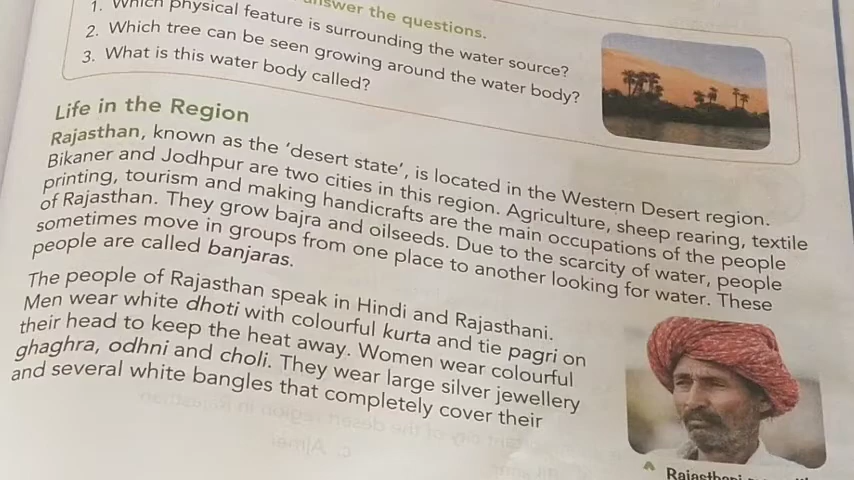 answer the questions.
1. Which physical feature is surrounding the water source?
2. Which tree can be seen growing around the water body?
3. What is this water body called?
Life in the Region
Rajasthan, known as the ‘desert state’, is located in the Western Desert region.
Bikaner and Jodhpur are two cities in this region. Agriculture, sheep rearing, textile
printing, tourism and making handicrafts are the main occupations of the people
of Rajasthan. They grow bajra and oilseeds. Due to the scarcity of water, people
sometimes move in groups from one place to another looking for water. These
people are called banjaras.
The people of Rajasthan speak in Hindi and Rajasthani.
Men wear white dhoti with colourful kurta and tie pagri on
their head to keep the heat away. Women wear colourful
ghaghra, odhni and choli. They wear large silver jewellery
and several white bangles that completely cover their
Rajasthani